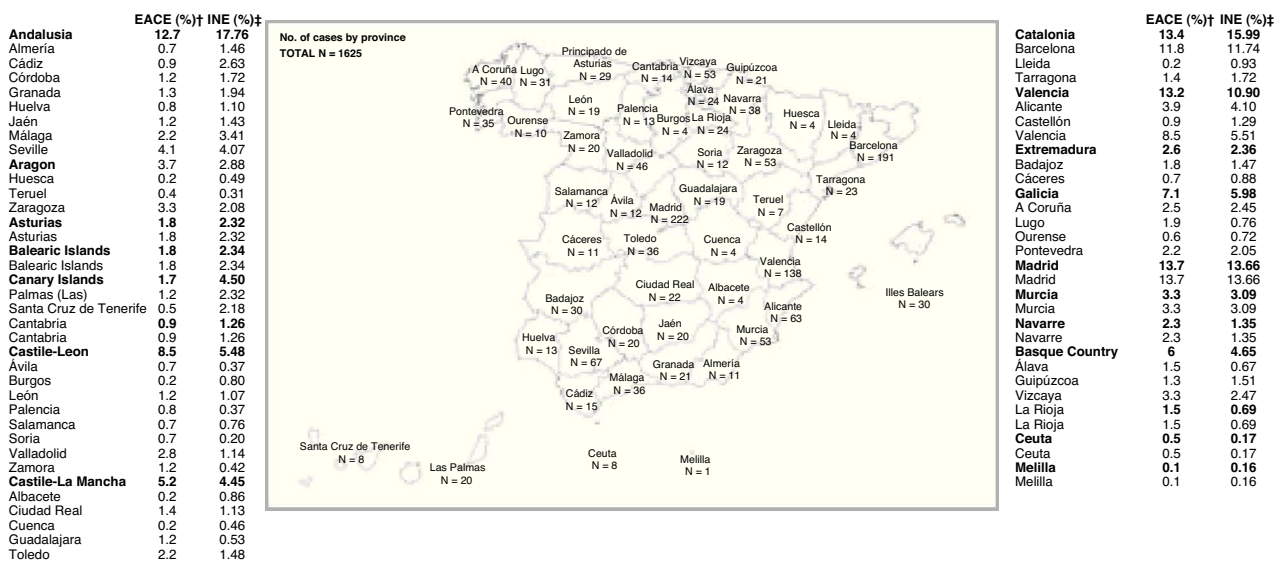 EACE (%)† INE (%)‡
Andalusia 12.7 17.76
Almería 0.7 1.46
Cádiz 0.9 2.63
Córdoba 1.2 1.72
Granada 1.3 1.94
Huelva 0.8 1.10
Jaén 1.2 1.43
Málaga 2.2 3.41
Seville 4.1 4.07
Aragon 3.7 2.88
Huesca 0.2 0.49
Teruel 0.4 0.31
Zaragoza 3.3 2.08
Asturias 1.8 2.32
Asturias 1.8 2.32
Balearic Islands 1.8 2.34
Balearic Islands 1.8 2.34
Canary Islands 1.7 4.50
Palmas (Las) 1.2 2.32
Santa Cruz de Tenerife 0.5 2.18
Cantabria 0.9 1.26
Cantabria 0.9 1.26
Castile-Leon 8.5 5.48
Ávila 0.7 0.37
Burgos 0.2 0.80
León 1.2 1.07
Palencia 0.8 0.37
Salamanca 0.7 0.76
Soria 0.7 0.20
Valladolid 2.8 1.14
Zamora 1.2 0.42
Castile-La Mancha 5.2 4.45
Albacete 0.2 0.86
Ciudad Real 1.4 1.13
Cuenca 0.2 0.46
Guadalajara 1.2 0.53
Toledo 2.2 1.48
No. of cases by province
TOTAL N = 1625
A Coruña
N = 40
Lugo
N = 31
Principado de
Asturias
N = 29
Cantabria
N = 14
Vizcaya
N = 53
Guipúzcoa
N = 21
Álava
N = 24
Navarra
N = 38
Pontevedra
N = 35
Ourense
N = 10
León
N = 19
Palencia
N = 13
Burgos
N = 4
La Rioja
N = 24
Huesca
N = 4
Lleida
N = 4
Barcelona
N = 191
Zamora
N = 20
Valladolid
N = 46
Soria
N = 12
Zaragoza
N = 53
Tarragona
N = 23
Salamanca
N = 12
Ávila
N = 12
Madrid
N = 222
Guadalajara
N = 19
Teruel
N = 7
Castellón
N = 14
Cáceres
N = 11
Toledo
N = 36
Cuenca
N = 4
Valencia
N = 138
Badajoz
N = 30
Ciudad Real
N = 22
Albacete
N = 4
Alicante
N = 63
Illes Balears
N = 30
Huelva
N = 13
Sevilla
N = 67
Córdoba
N = 20
Jaén
N = 20
Murcia
N = 53
Granada
N = 21
Almería
N = 11
Málaga
N = 36
Cádiz
N = 15
Santa Cruz de Tenerife
N = 8
Las Palmas
N = 20
Ceuta
N = 8
Melilla
N = 1
EACE (%)† INE (%)‡
Catalonia 13.4 15.99
Barcelona 11.8 11.74
Lleida 0.2 0.93
Tarragona 1.4 1.72
Valencia 13.2 10.90
Alicante 3.9 4.10
Castellón 0.9 1.29
Valencia 8.5 5.51
Extremadura 2.6 2.36
Badajoz 1.8 1.47
Cáceres 0.7 0.88
Galicia 7.1 5.98
A Coruña 2.5 2.45
Lugo 1.9 0.76
Ourense 0.6 0.72
Pontevedra 2.2 2.05
Madrid 13.7 13.66
Madrid 13.7 13.66
Murcia 3.3 3.09
Murcia 3.3 3.09
Navarre 2.3 1.35
Navarre 2.3 1.35
Basque Country 6 4.65
Álava 1.5 0.67
Guipúzcoa 1.3 1.51
Vizcaya 3.3 2.47
La Rioja 1.5 0.69
La Rioja 1.5 0.69
Ceuta 0.5 0.17
Ceuta 0.5 0.17
Melilla 0.1 0.16
Melilla 0.1 0.16